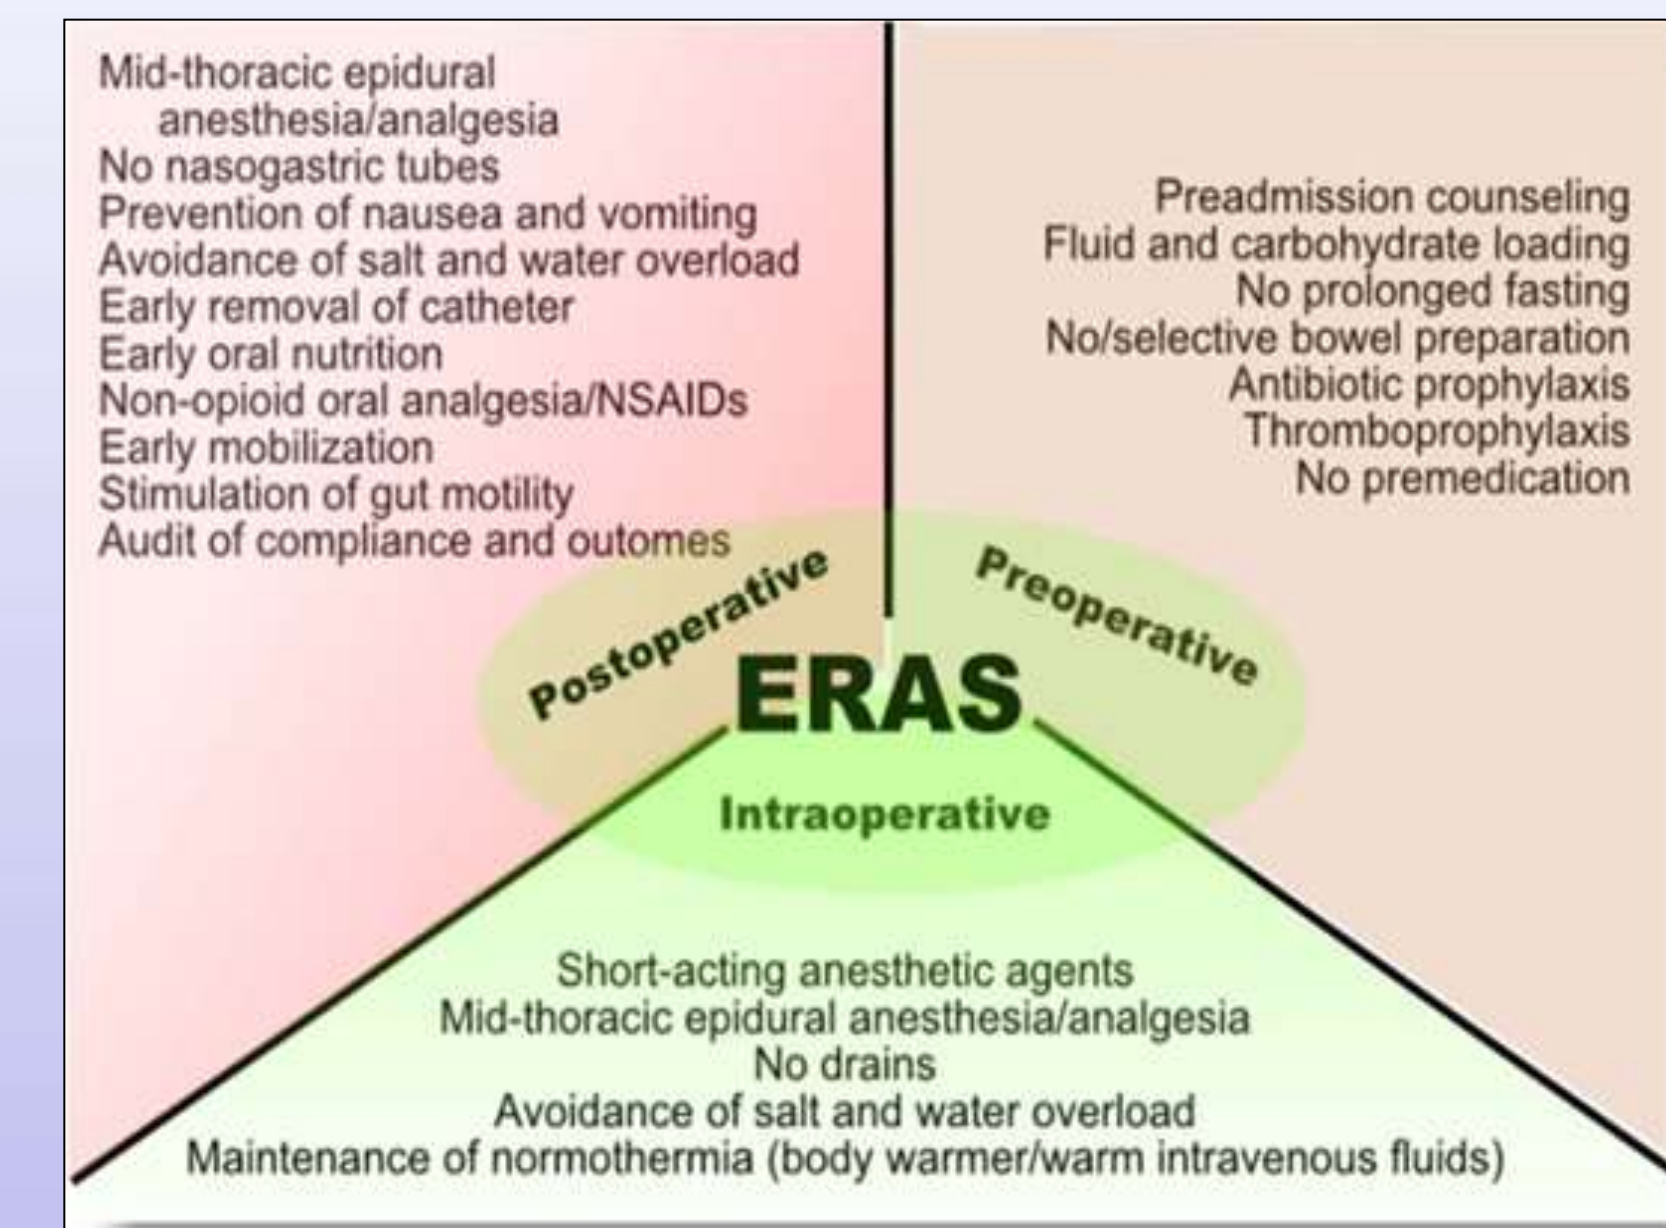 Mid-thoracic epidural
anesthesia/analgesia
No nasogastric tubes
Prevention of nausea and vomiting
Avoidance of salt and water overload
Early removal of catheter
Early oral nutrition
Non-opioid oral analgesia/NSAIDs
Early mobilization
Stimulation of gut motility
Audit of compliance and outomes
Preadmission counseling
Fluid and carbohydrate loading
No prolonged fasting
No/selective bowel preparation
Antibiotic prophylaxis
Thromboprophylaxis
No premedication
Postoperative
Preoperative
ERAS
Intraoperative
Short-acting anesthetic agents
Mid-thoracic epidural anesthesia/analgesia
No drains
Avoidance of salt and water overload
Maintenance of normothermia (body warmer/warm intravenous fluids)